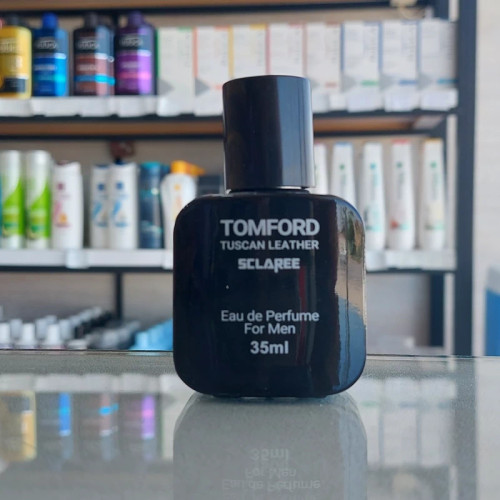 TOMFORD
TUSCAN LEATHER
SCLAREE
Eau de Perfume
For Men
35ml